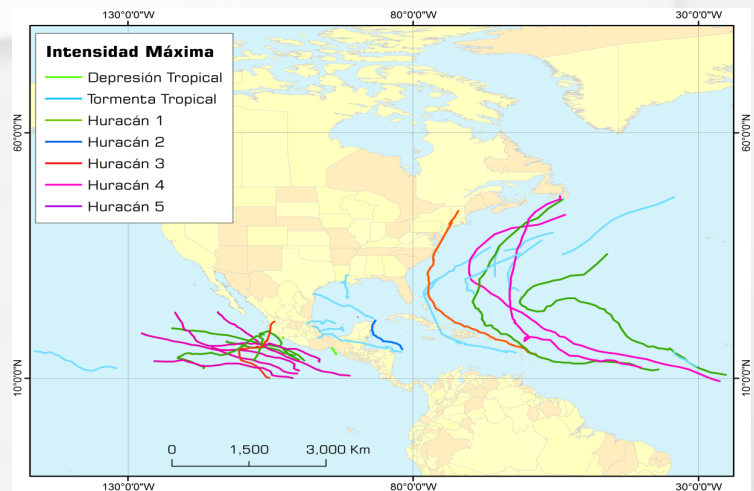 130°0'0"W 80°0'0"W 30°0'0"W
Intensidad Máxima
Depresión Tropical
Tormenta Tropical
Huracán 1
Huracán 2
Huracán 3
Huracán 4
Huracán 5
60°0'0"N 60°0'0"N
10°0'0"N 10°0'0"N
0 1,500 3,000 Km
130°0'0"W 80°0'0"W 30°0'0"W